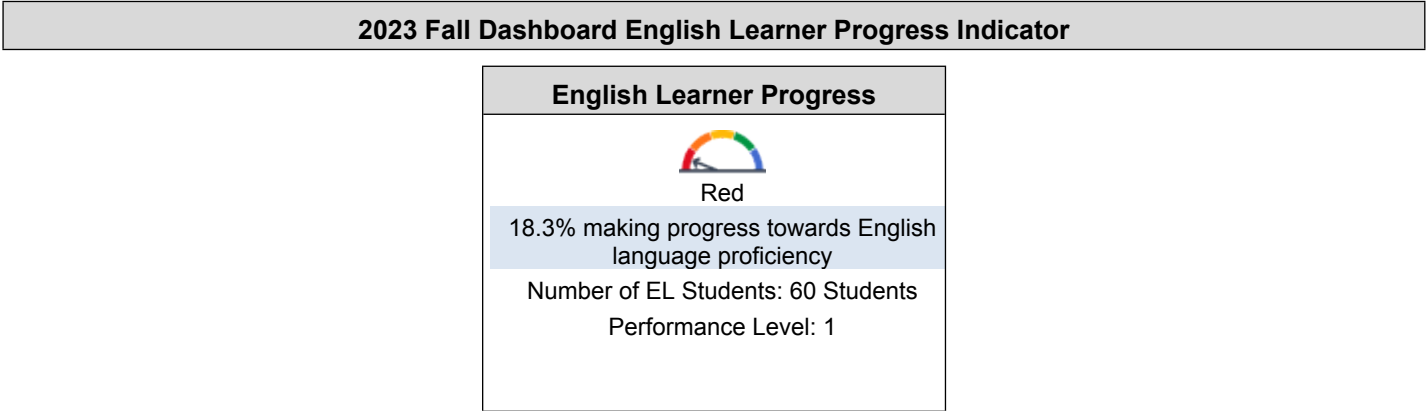 2023 Fall Dashboard English Learner Progress Indicator
English Learner Progress
Red
18.3% making progress towards English
language proficiency
Number of EL Students: 60 Students
Performance Level: 1